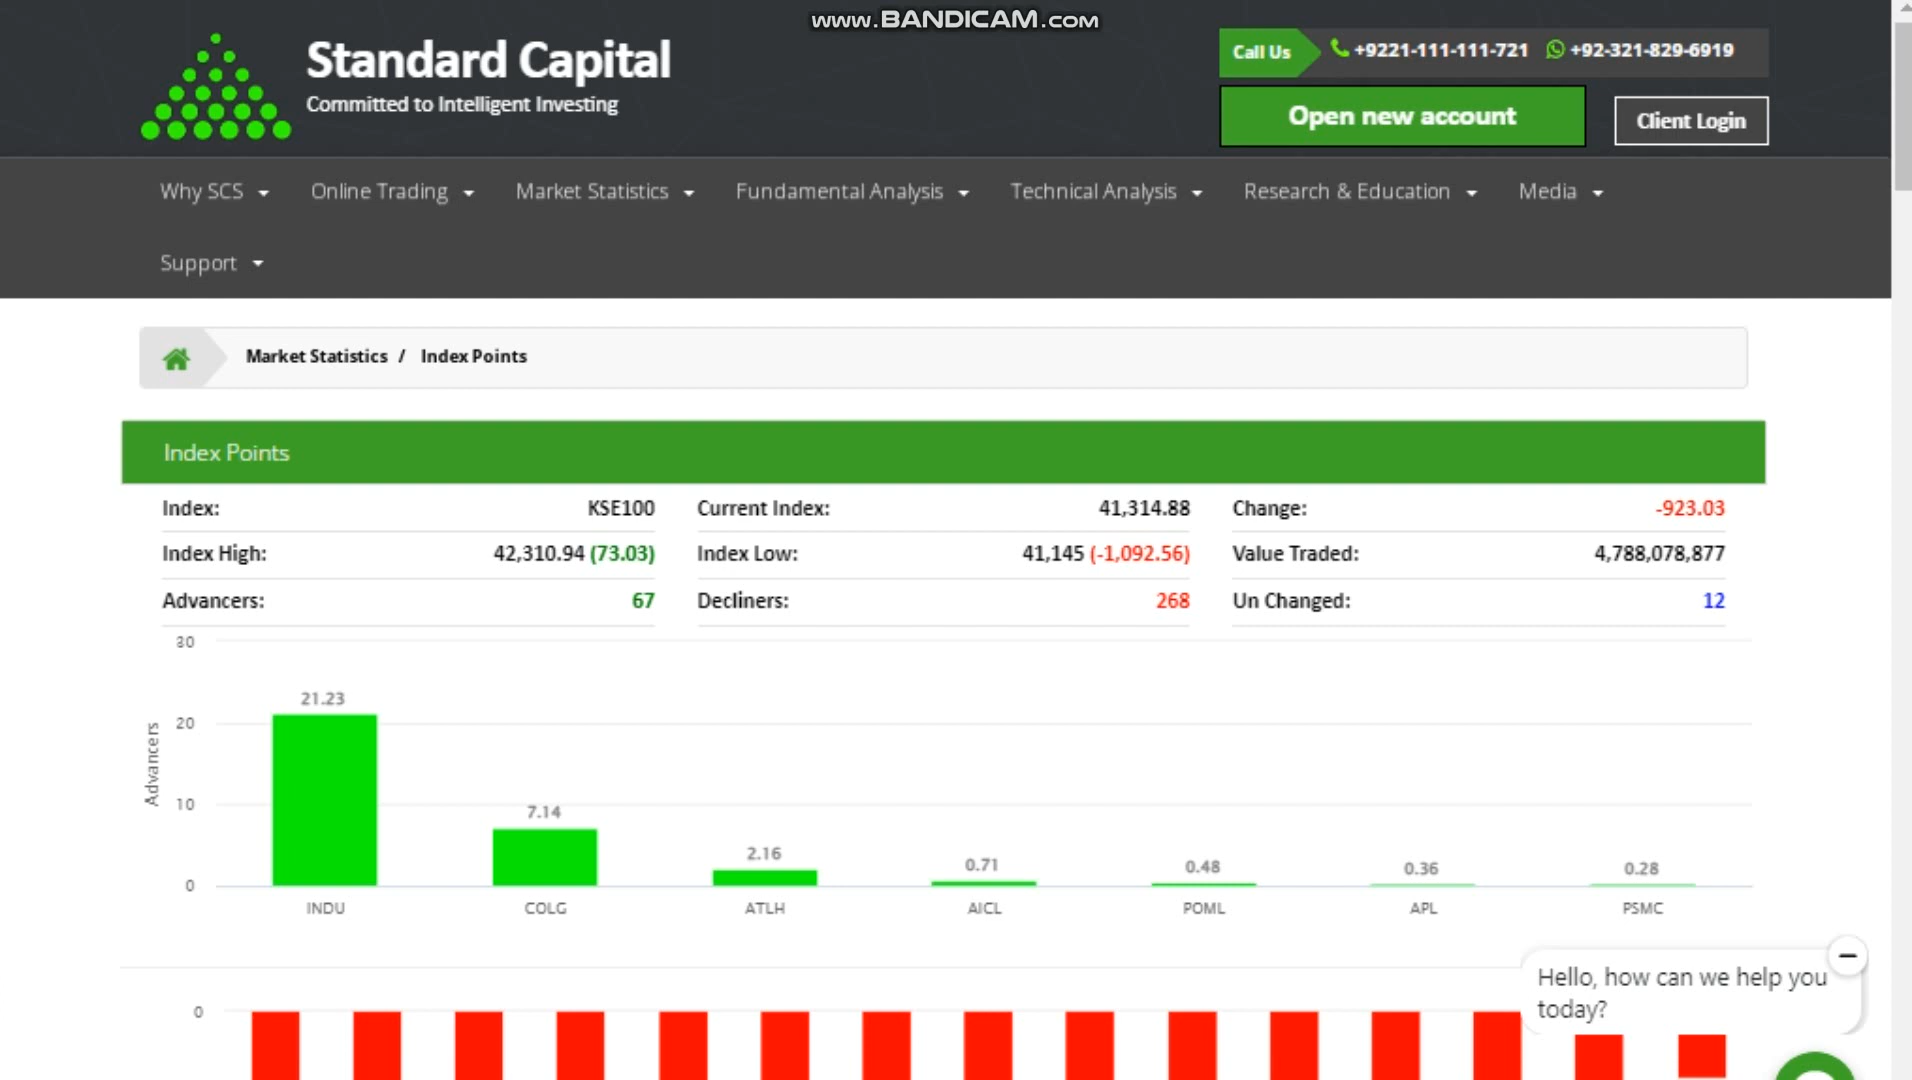 www.BANDICAM.com
Standard Capital
Committed to Intelligent Investing
Call Us +9221-111-111-721 +92-321-829-6919
Open new account Client Login
Why SCS Online Trading Market Statistics Fundamental Analysis Technical Analysis Research & Education Media
Support
Market Statistics / Index Points
Index Points
Index: KSE100 Current Index: 41,314.88 Change: -923.03
Index High: 42,310.94 (73.03) Index Low: 41,145 (-1,092.56) Value Traded: 4,788,078,877
Advancers: 67 Decliners: 268 Un Changed: 12
30
21.23
20
Advancers
10
7.14
2.16
0.71
0.48
0.36
0.28
0
INDU COLG ATLH AICL POML APL PSMC
Hello, how can we help you
today?
0